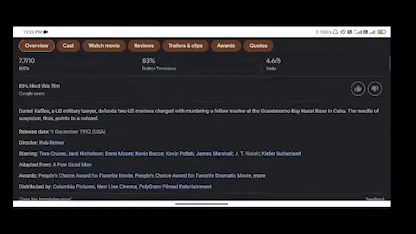 Overview Cast Watch movie Reviews Trailers & clips Awards Quotes
7.7/10 83% 4.6/5
IMDb Rotten Tomatoes Vudu
89% liked this film
Google users
Daniel Kaffee, a US military lawyer, defends two US marines charged with murdering a fellow marine at the Guantanamo Bay Naval Base in Cuba. The needle of
suspicion, thus, points to a colonel.
Release date: 9 December 1992 (USA)
Director: Rob Reiner
Starring: Tom Cruise; Jack Nicholson; Demi Moore; Kevin Bacon; Kevin Pollak; James Marshall; J. T. Walsh; Kiefer Sutherland
Adapted from: A Few Good Men
Awards: People's Choice Award for Favorite Movie, People's Choice Award for Favorite Dramatic Movie, more
Distributed by: Columbia Pictures, New Line Cinema, PolyGram Filmed Entertainment
Feedback